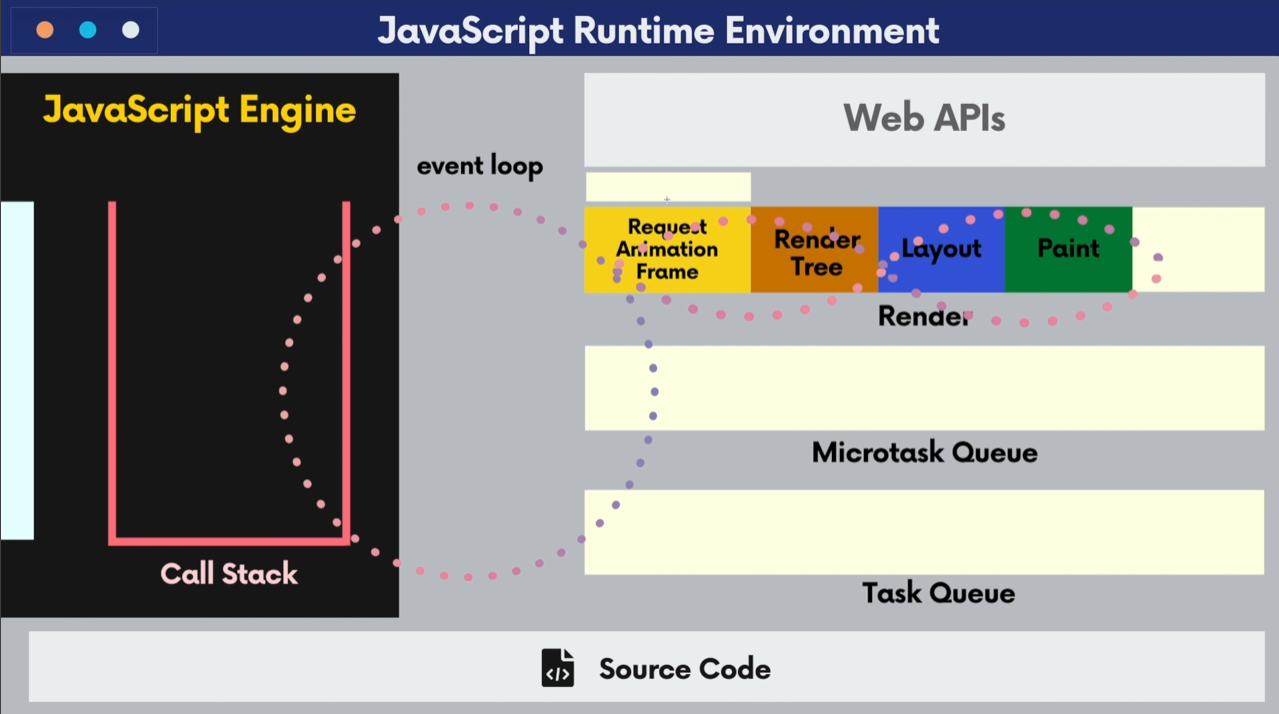 JavaScript Runtime Environment
JavaScript Engine
Web APIs
event loop
Request
Animation
Frame
Render
Tree
Layout
Paint
Render
Microtask Queue
Task Queue
Call Stack
</> Source Code